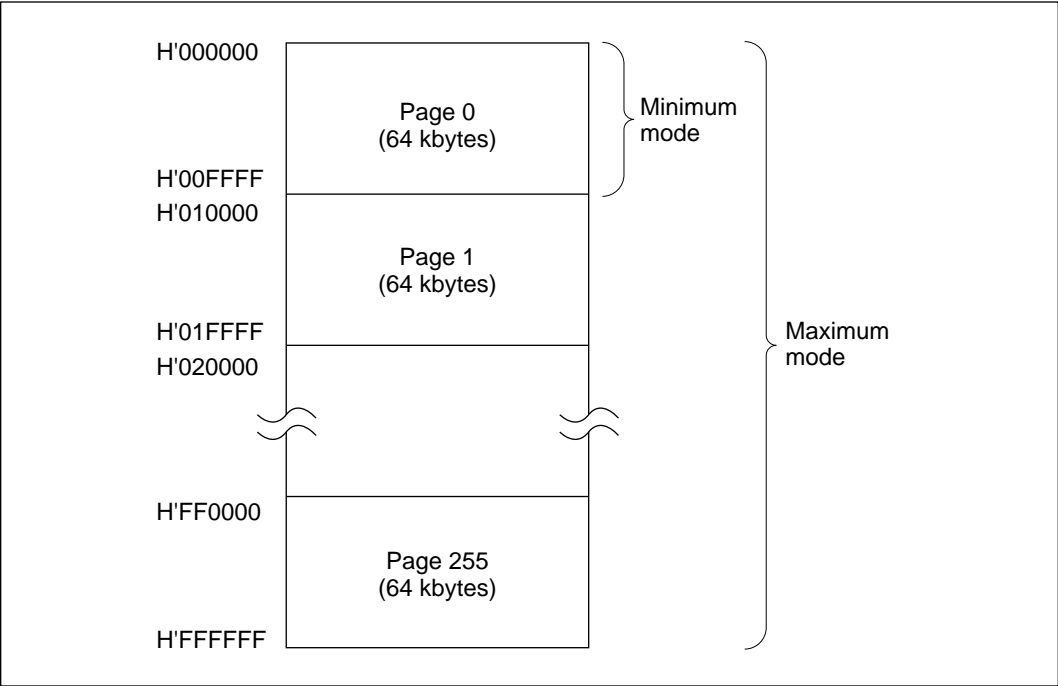 H'000000
Page 0
(64 kbytes)
Minimum
mode
H'00FFFF
H'010000
Page 1
(64 kbytes)
H'01FFFF
H'020000
Maximum
mode
H'FF0000
Page 255
(64 kbytes)
H'FFFFFF